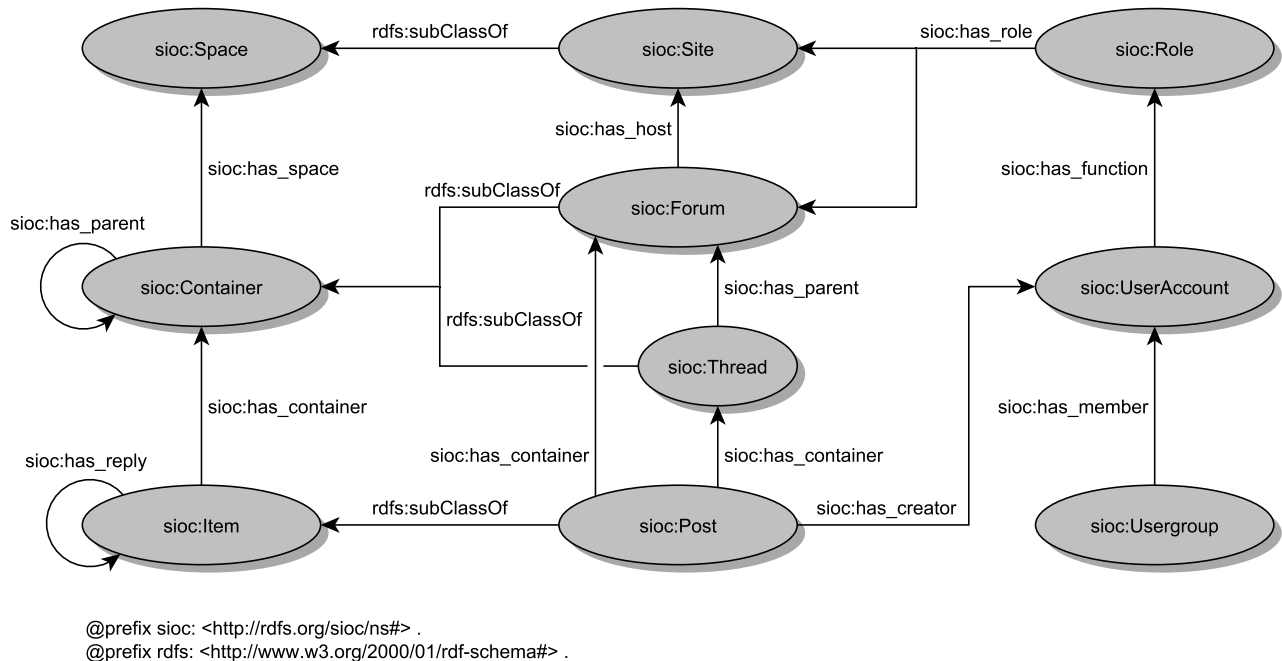 sioc:Space
rdfs:subClassOf
sioc:Site
sioc:has_role
sioc:Role
sioc:has_host
sioc:has_space
rdfs:subClassOf
sioc:has_function
sioc:Forum
sioc:has_parent
sioc:Container
sioc:has_parent
sioc:UserAccount
rdfs:subClassOf
sioc:Thread
sioc:has_container
sioc:has_member
sioc:has_reply
sioc:has_container
sioc:has_container
rdfs:subClassOf
sioc:has_creator
sioc:Item
sioc:Post
sioc:Usergroup
@prefix sioc: <http://rdfs.org/sioc/ns#> .
@prefix rdfs: <http://www.w3.org/2000/01/rdf-schema#> .